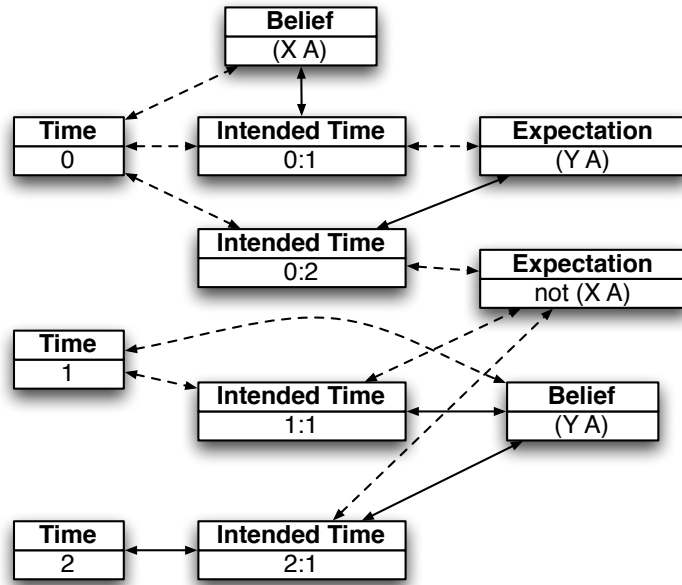 Belief
(X A)
Time
0
Intended Time
0:1
Expectation
(Y A)
Intended Time
0:2
Expectation
not (X A)
Time
1
Intended Time
1:1
Belief
(Y A)
Time
2
Intended Time
2:1